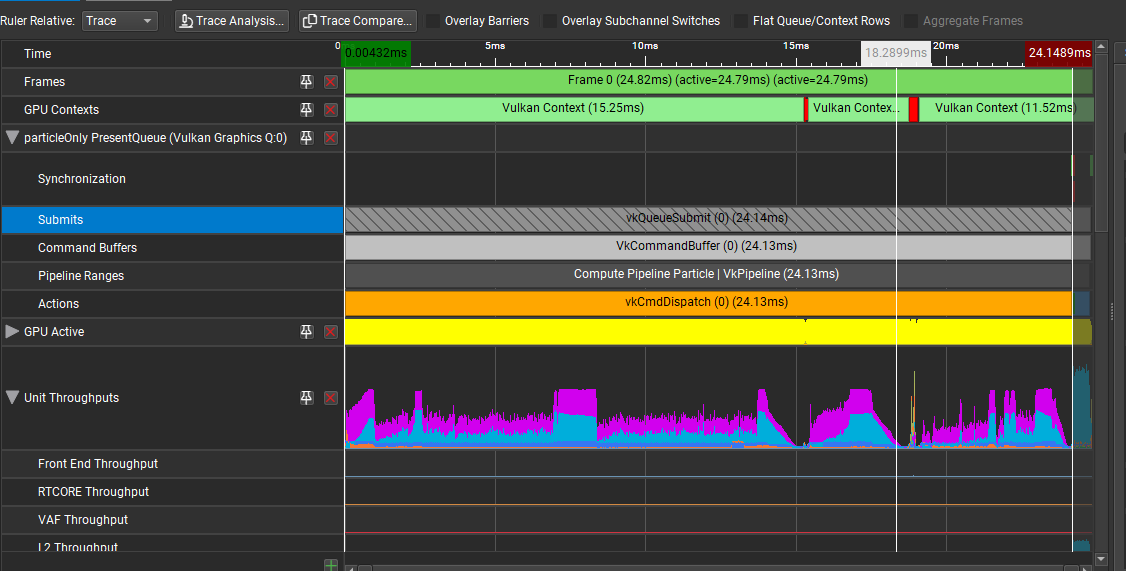 Ruler Relative: Trace Trace Analysis... Trace Compare... Overlay Barriers Overlay Subchannel Switches Flat Queue/Context Rows Aggregate Frames
Time 0 0.00432ms 5ms 10ms 15ms 18.2899ms 20ms 24.1489ms
Frames Frame 0 (24.82ms) (active=24.79ms) (active=24.79ms)
GPU Contexts Vulkan Context (15.25ms) Vulkan Contex... Vulkan Context (11.52ms)
particleOnly PresentQueue (Vulkan Graphics Q:0)
Synchronization
Submits vkQueueSubmit (0) (24.14ms)
Command Buffers VkCommandBuffer (0) (24.13ms)
Pipeline Ranges Compute Pipeline Particle | VkPipeline (24.13ms)
Actions vkCmdDispatch (0) (24.13ms)
GPU Active
Unit Throughputs
Front End Throughput
RTCORE Throughput
VAF Throughput
L2 Throughput